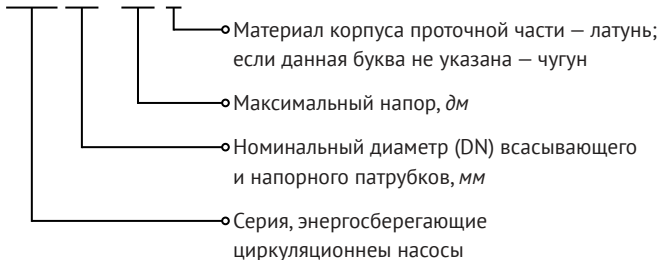 Материал корпуса проточной части — латунь;
если данная буква не указана — чугун
Максимальный напор, дм
Номинальный диаметр (DN) всасывающего
и напорного патрубков, мм
Серия, энергосберегающие
циркуляционнеы насосы